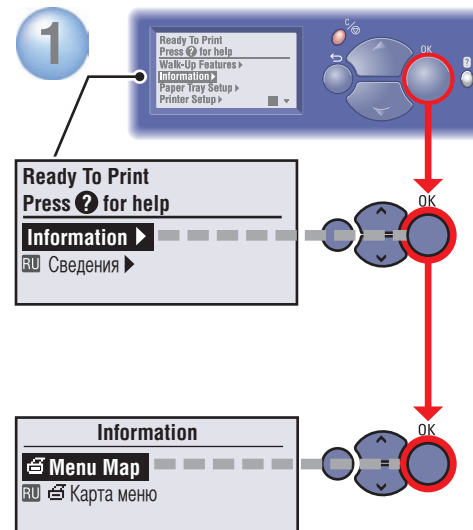 1
Ready To Print
Press ? for help
Walk-Up Features
Information
Paper Tray Setup
Printer Setup
C/
OK
?
Ready To Print
Press ? for help
Information
RU Сведения
OK
Information
Menu Map
RU Карта меню
OK